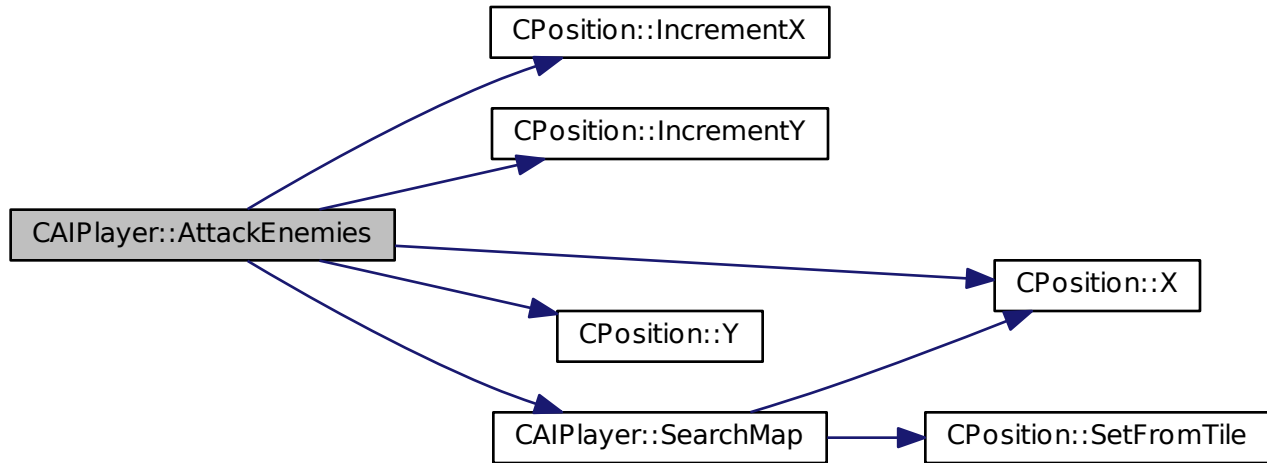 CPosition::IncrementX
CPosition::IncrementY
CAIPlayer::AttackEnemies
CPosition::X
CPosition::Y
CAIPlayer::SearchMap
CPosition::SetFromTile